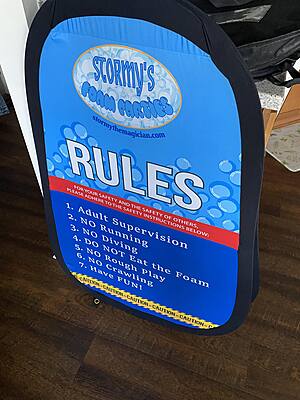 STORMY'S
FOAM PARTIES
stormythemagician.com
RULES
FOR YOUR SAFETY AND THE SAFETY OF OTHERS,
PLEASE ADHERE TO THE SAFETY INSTRUCTIONS BELOW:
1. Adult Supervision
2. NO Running
3. NO Diving
4. DO NOT Eat the Foam
5. NO Rough Play
6. NO Crawling
7. Have FUN!
CAUTION - CAUTION - CAUTION - CAUTION - CAUTION - C